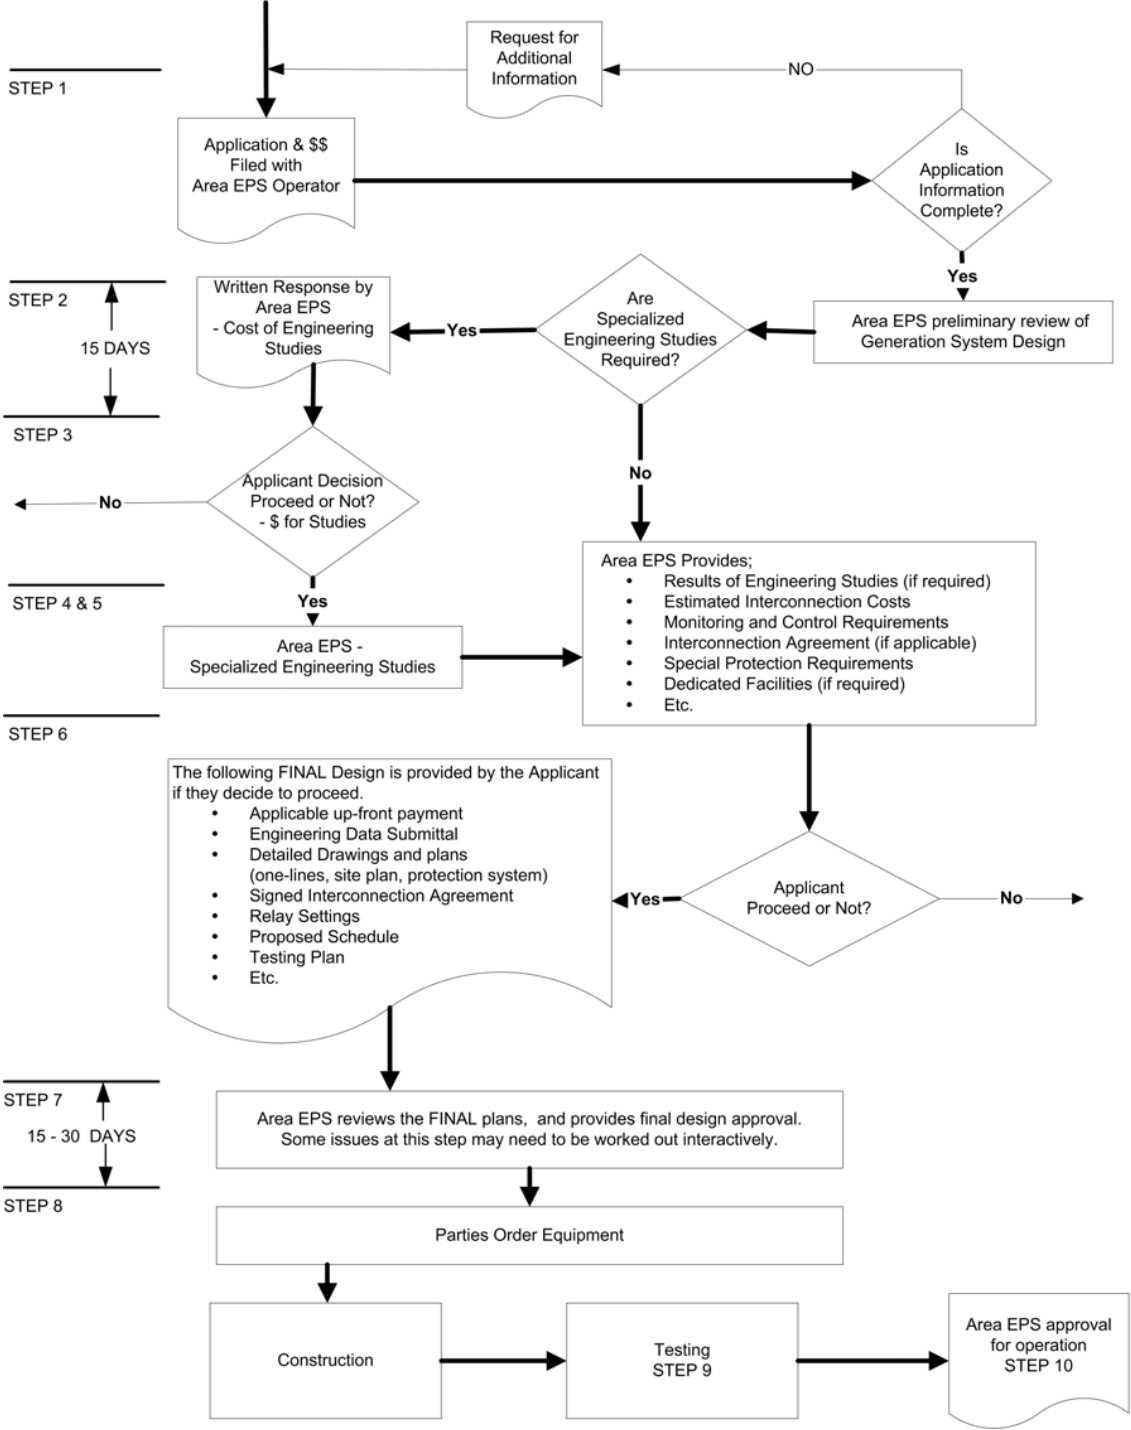 STEP 1
Request for
Additional
Information
NO
Application & $$
Filed with
Area EPS Operator
Is
Application
Information
Complete?
Yes
STEP 2
15 DAYS
Written Response by
Area EPS
- Cost of Engineering
Studies
Yes
Are
Specialized
Engineering Studies
Required?
Area EPS preliminary review of
Generation System Design
STEP 3
No
Applicant Decision
Proceed or Not?
- $ for Studies
No
Yes
STEP 4 & 5
Area EPS -
Specialized Engineering Studies
Area EPS Provides;
• Results of Engineering Studies (if required)
• Estimated Interconnection Costs
• Monitoring and Control Requirements
• Interconnection Agreement (if applicable)
• Special Protection Requirements
• Dedicated Facilities (if required)
• Etc.
STEP 6
The following FINAL Design is provided by the Applicant
if they decide to proceed.
• Applicable up-front payment
• Engineering Data Submittal
• Detailed Drawings and plans
(one-lines, site plan, protection system)
• Signed Interconnection Agreement
• Relay Settings
• Proposed Schedule
• Testing Plan
• Etc.
Yes
Applicant
Proceed or Not?
No
STEP 7
15 - 30 DAYS
Area EPS reviews the FINAL plans, and provides final design approval.
Some issues at this step may need to be worked out interactively.
STEP 8
Parties Order Equipment
Construction
Testing
STEP 9
Area EPS approval
for operation
STEP 10